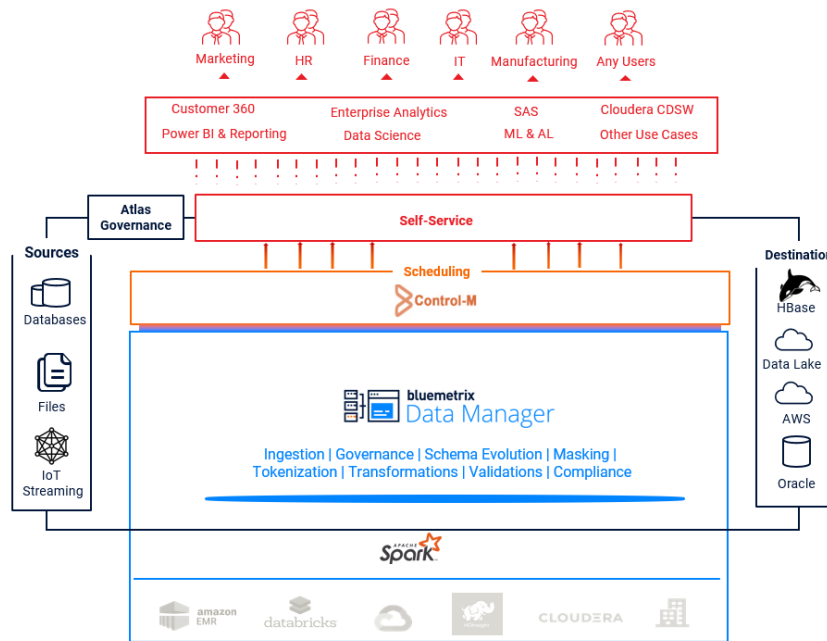 Marketing
HR
Finance
IT
Manufacturing
Any Users
Customer 360
Enterprise Analytics
SAS
Cloudera CDSW
Power BI & Reporting
Data Science
ML & AL
Other Use Cases
Atlas
Governance
Self-Service
Sources
Destination
Scheduling
Control-M
Databases
HBase
Data Lake
Files
AWS
bluemetrix
Data Manager
Ingestion | Governance | Schema Evolution | Masking |
Tokenization | Transformations | Validations | Compliance
IoT
Streaming
Oracle
APACHE
Spark
amazon
EMR
databricks
CLOUDERA